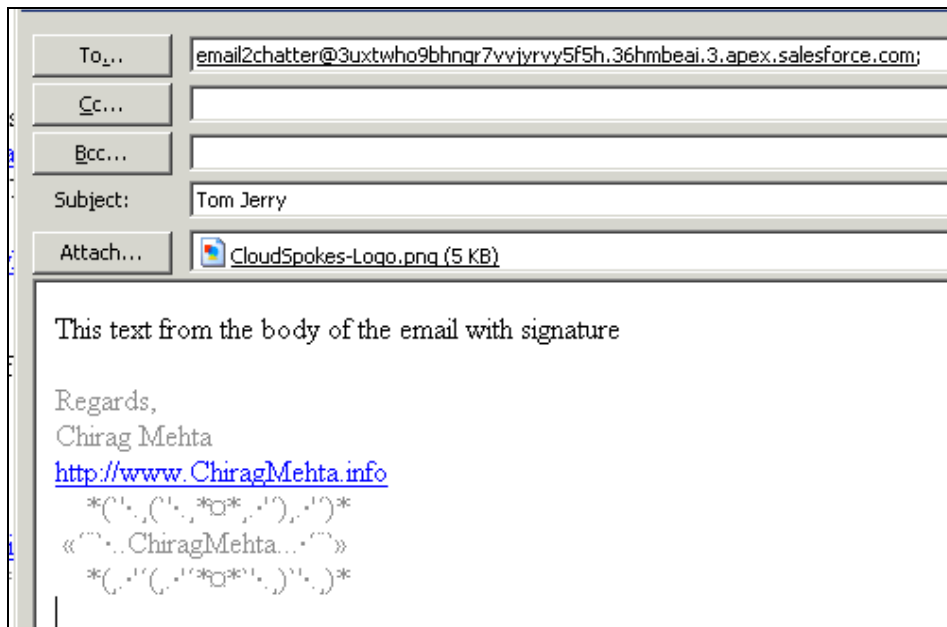 To... email2chatter@3uxtwho9bhnqr7vvjyrvy5f5h.36hmbeai.3.apex.salesforce.com;
Cc...
Bcc...
Subject: Tom Jerry
Attach... CloudSpokes-Logo.png (5 KB)
This text from the body of the email with signature
Regards,
Chirag Mehta
http://www.ChiragMehta.info
*(¨`·.,(¨`·.,*¤*,.·'¨),.·'¨)*
«´¨`·..ChiragMehta...·´¨`»
*(,.·'´(,.·'´*¤*`'·.,)`'·.,)*